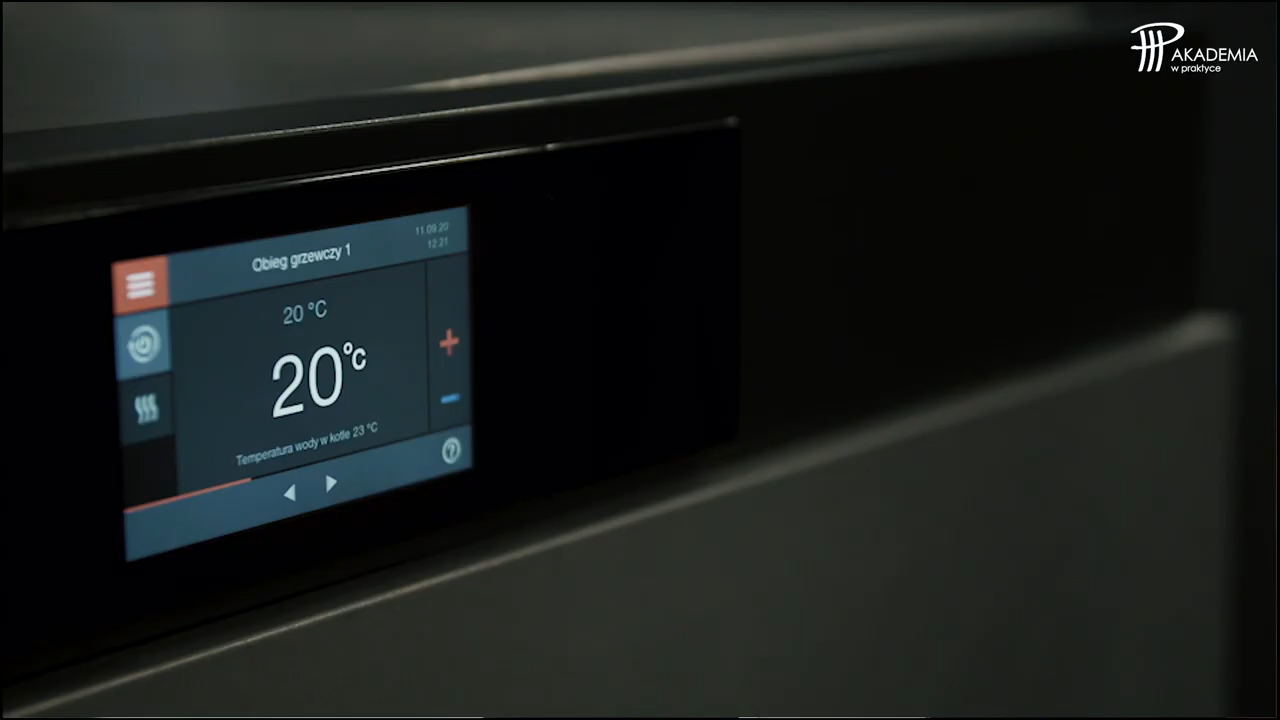 AKADEMIA
w praktyce
Obieg grzewczy 1
11.09.20
12:21
20 °C
20°C
Temperatura wody w kotle 23 °C